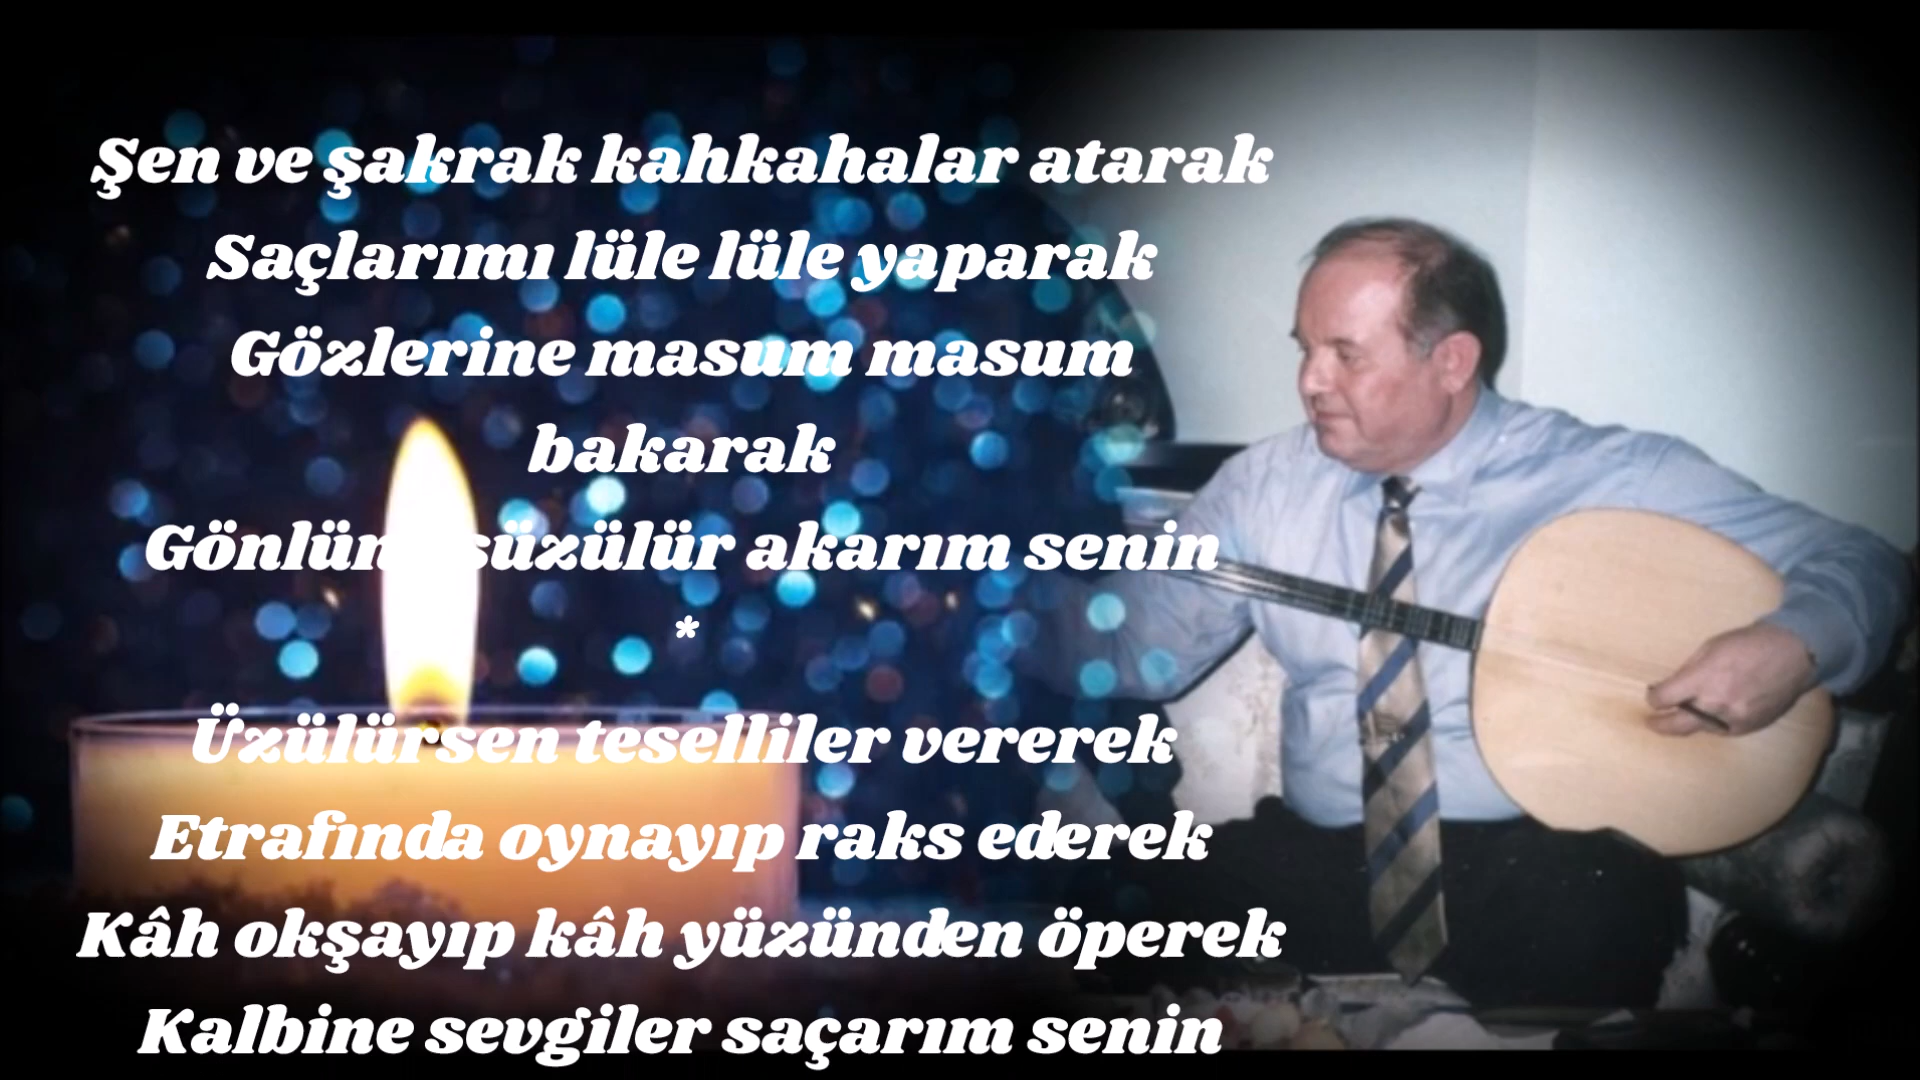 Şen ve şakrak kahkahalar atarak
Saçlarımı lüle lüle yaparak
Gözlerine masum masum
bakarak
süzülür akarım senin
*
Üzülürsen teselliler vererek
Etrafında oynayıp raks ederek
Kâh okşayıp kâh yüzünden öperek
Kalbine sevgiler saçarım senin